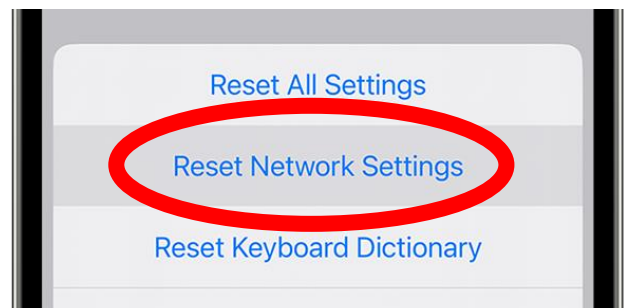 Reset All Settings
Reset Network Settings
Reset Keyboard Dictionary